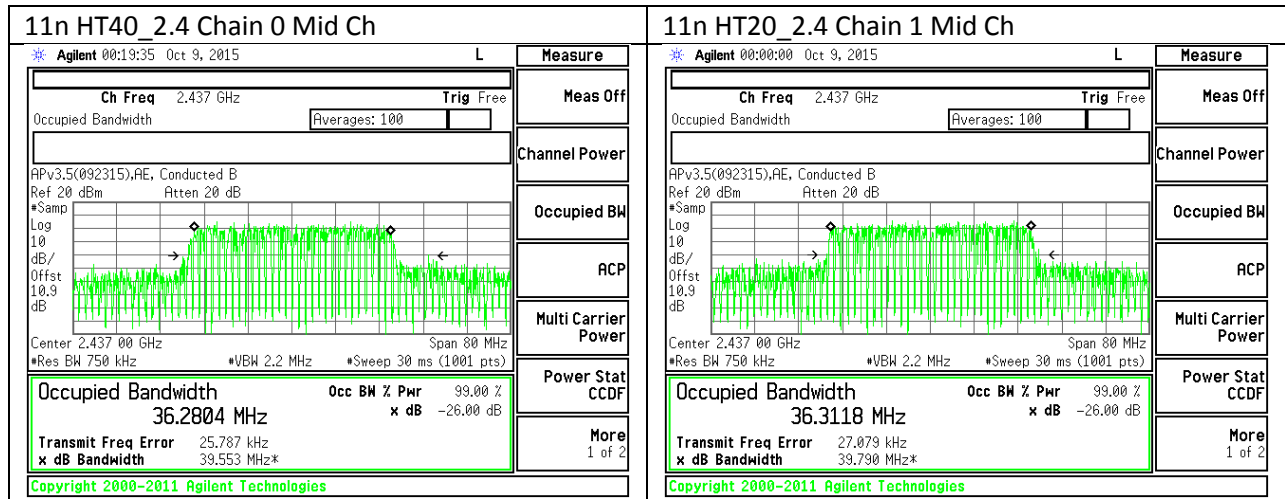 11n HT40_2.4 Chain 0 Mid Ch
Agilent 00:19:35 Oct 9, 2015 L
Measure
Ch Freq 2.437 GHz Trig Free
Meas Off
Occupied Bandwidth Averages: 100
Channel Power
APv3.5(092315),AE, Conducted B
Ref 20 dBm Atten 20 dB
#Samp
Occupied BW
Log
10
dB/
ACP
Offst
10.9
dB
Multi Carrier
Power
Center 2.437 00 GHz Span 80 MHz
#Res BW 750 kHz #VBW 2.2 MHz #Sweep 30 ms (1001 pts)
Power Stat
CCDF
Occupied Bandwidth Occ BW % Pwr 99.00 %
36.2804 MHz x dB -26.00 dB
More
1 of 2
Transmit Freq Error 25.787 kHz
x dB Bandwidth 39.553 MHz*
Copyright 2000-2011 Agilent Technologies
11n HT20_2.4 Chain 1 Mid Ch
Agilent 00:00:00 Oct 9, 2015 L
Measure
Ch Freq 2.437 GHz Trig Free
Meas Off
Occupied Bandwidth Averages: 100
Channel Power
APv3.5(092315),AE, Conducted B
Ref 20 dBm Atten 20 dB
#Samp
Occupied BW
Log
10
dB/
ACP
Offst
10.9
dB
Multi Carrier
Power
Center 2.437 00 GHz Span 80 MHz
#Res BW 750 kHz #VBW 2.2 MHz #Sweep 30 ms (1001 pts)
Power Stat
CCDF
Occupied Bandwidth Occ BW % Pwr 99.00 %
36.3118 MHz x dB -26.00 dB
More
1 of 2
Transmit Freq Error 27.079 kHz
x dB Bandwidth 39.790 MHz*
Copyright 2000-2011 Agilent Technologies